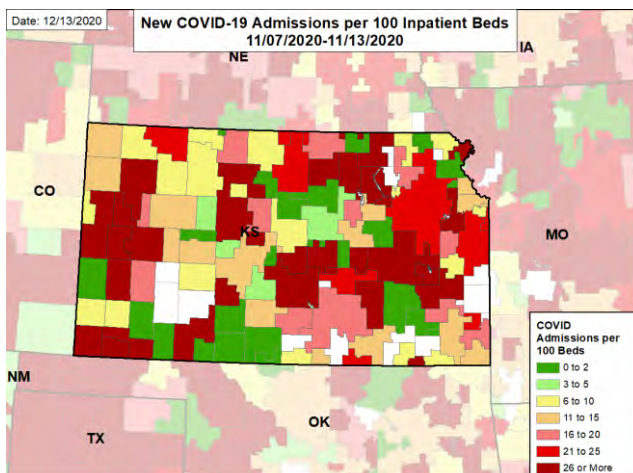 Date: 12/13/2020
New COVID-19 Admissions per 100 Inpatient Beds
11/07/2020-11/13/2020
NE
IA
CO
KS
MO
NM
TX
OK
COVID
Admissions per
100 Beds
0 to 2
3 to 5
6 to 10
11 to 15
16 to 20
21 to 25
26 or More